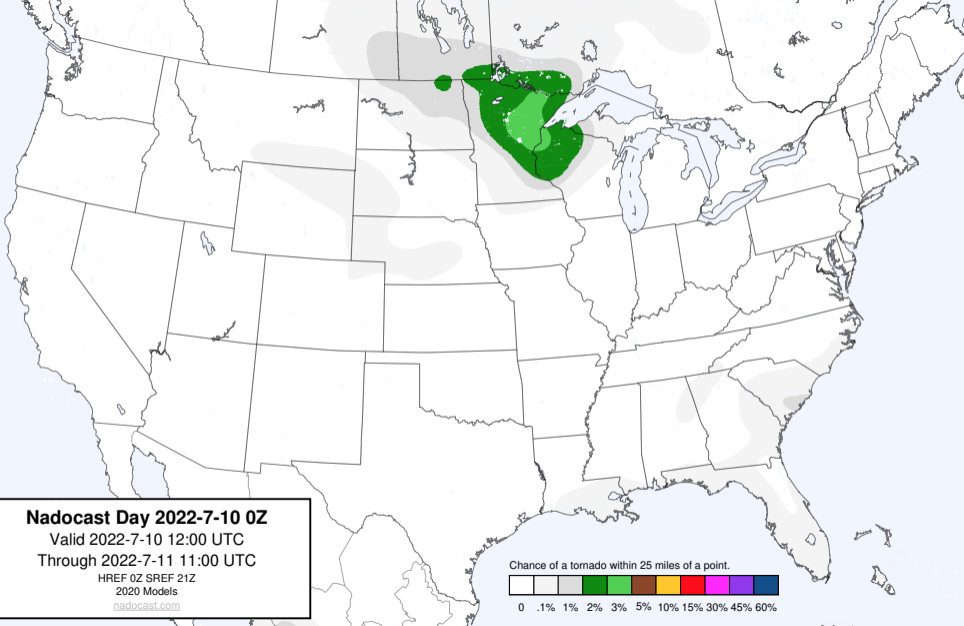 Nadocast Day 2022-7-10 0Z
Valid 2022-7-10 12:00 UTC
Through 2022-7-11 11:00 UTC
HREF 0Z SREF 21Z
2020 Models
nadocast.com
Chance of a tornado within 25 miles of a point.
0 .1% 1% 2% 3% 5% 10% 15% 30% 45% 60%